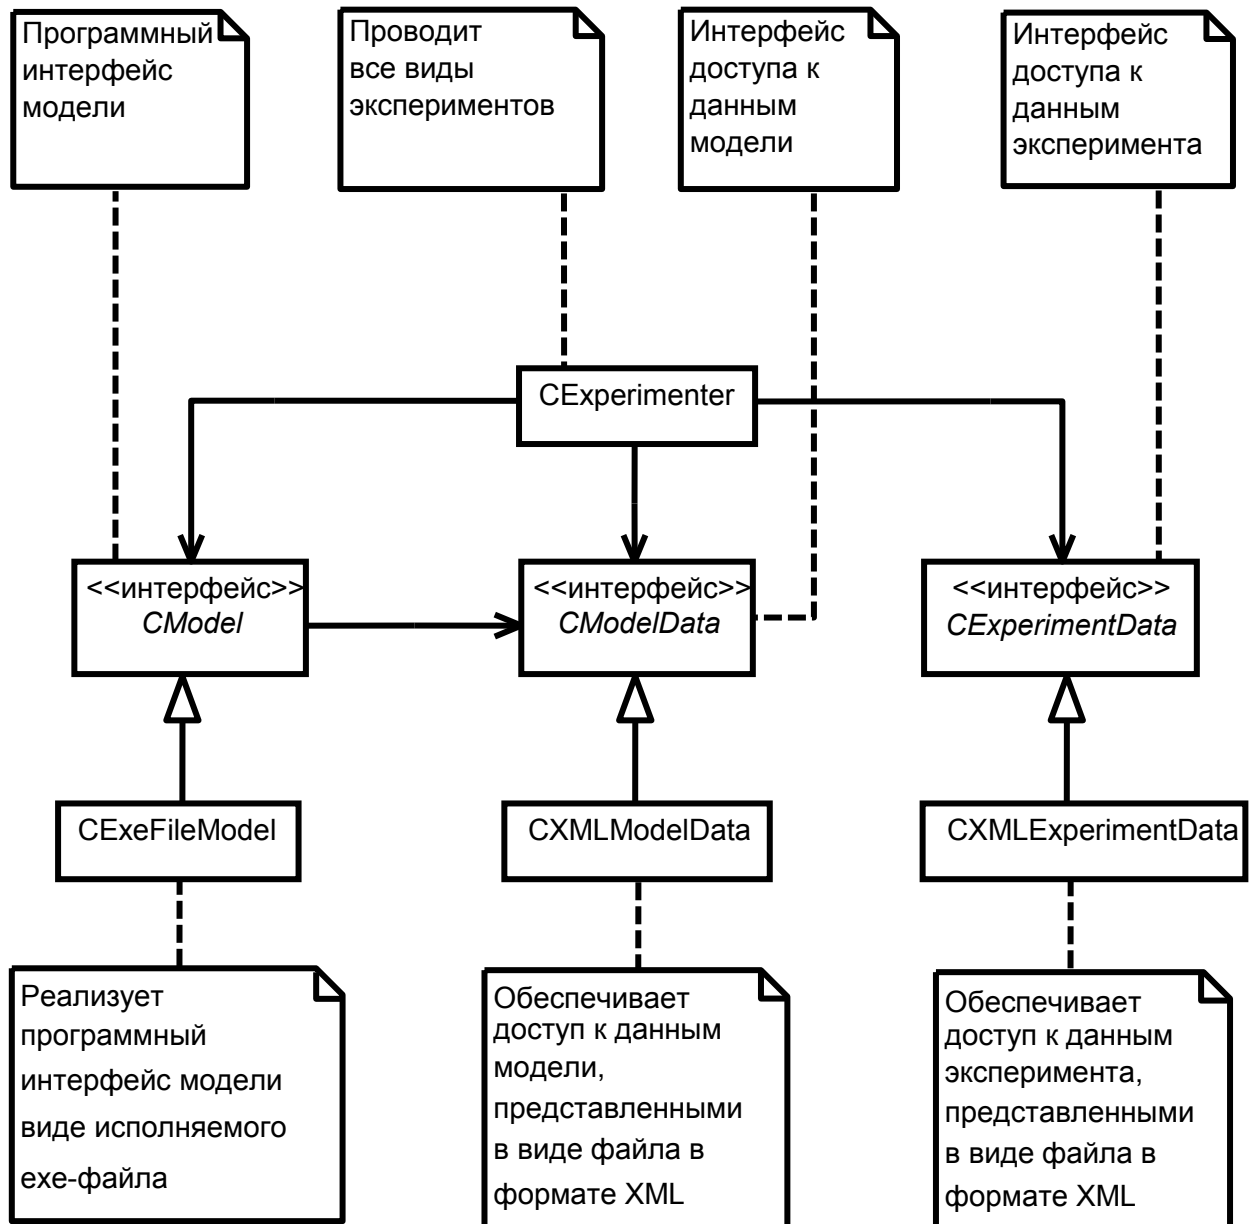 Программный
интерфейс
модели
Проводит
все виды
экспериментов
Интерфейс
доступа к
данным
модели
Интерфейс
доступа к
данным
эксперимента
CExperimenter
<<интерфейс>>
CModel
<<интерфейс>>
CModelData
<<интерфейс>>
CExperimentData
CExeFileModel
CXMLModelData
CXMLExperimentData
Реализует
программный
интерфейс модели
виде исполняемого
exe-файла
Обеспечивает
доступ к данным
модели,
представленными
в виде файла в
формате XML
Обеспечивает
доступ к данным
эксперимента,
представленными
в виде файла в
формате XML